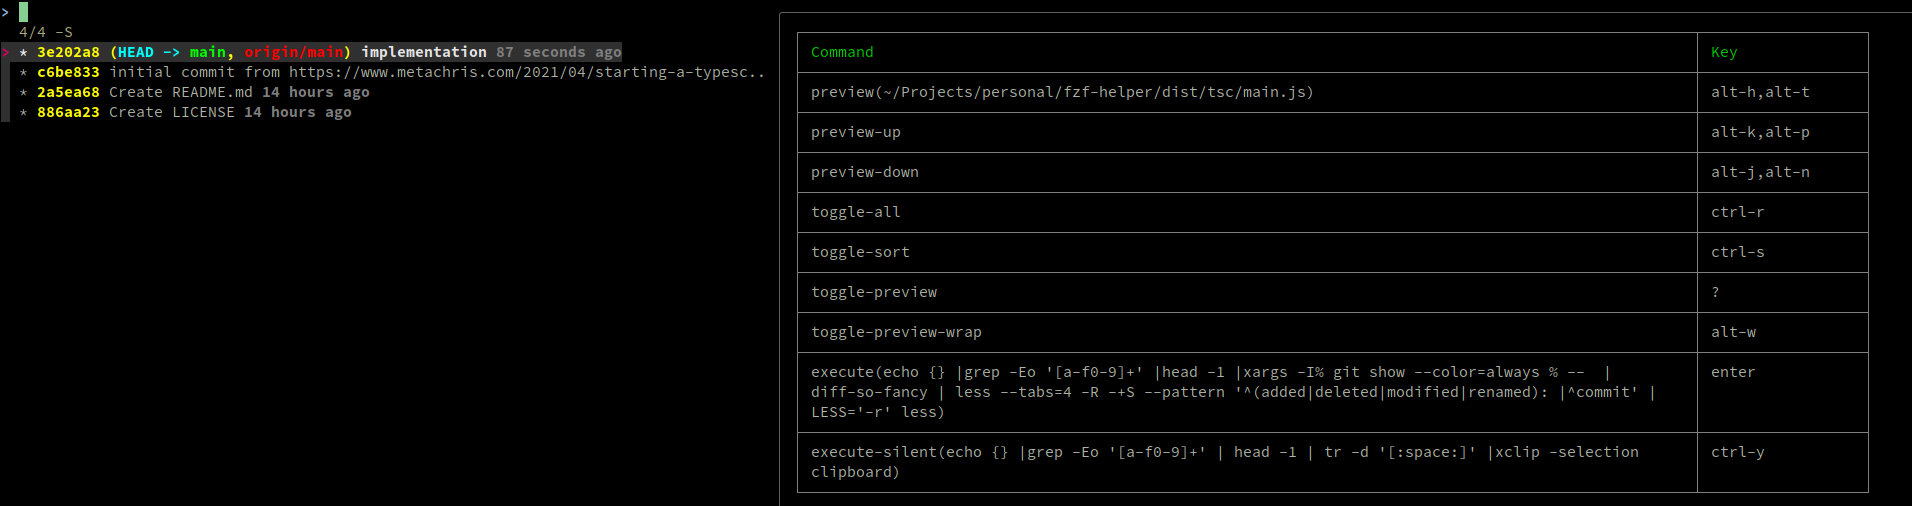 >
4/4 -S
> * 3e202a8 (HEAD -> main, origin/main) implementation 87 seconds ago
* c6be833 initial commit from https://www.metachris.com/2021/04/starting-a-typesc..
* 2a5ea68 Create README.md 14 hours ago
* 886aa23 Create LICENSE 14 hours ago
Command Key
preview(~/Projects/personal/fzf-helper/dist/tsc/main.js) alt-h,alt-t
preview-up alt-k,alt-p
preview-down alt-j,alt-n
toggle-all ctrl-r
toggle-sort ctrl-s
toggle-preview ?
toggle-preview-wrap alt-w
execute(echo {} |grep -Eo '[a-f0-9]+' |head -1 |xargs -I% git show --color=always % --  | enter
diff-so-fancy | less --tabs=4 -R -+S --pattern '^(added|deleted|modified|renamed): |^commit' |
LESS='-r' less)
execute-silent(echo {} |grep -Eo '[a-f0-9]+' | head -1 | tr -d '[:space:]' |xclip -selection ctrl-y
clipboard)